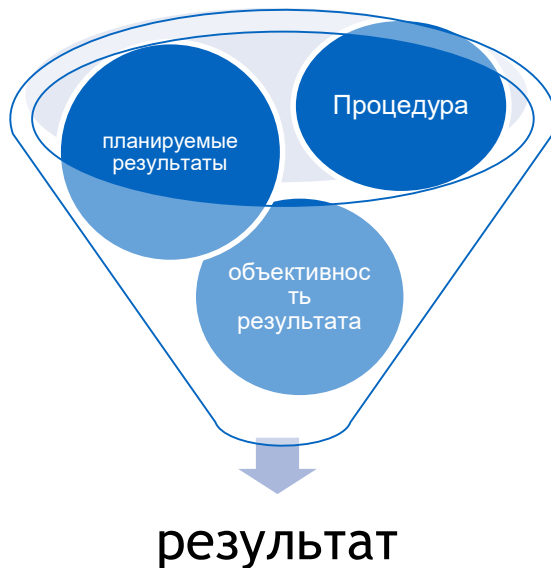 Процедура
планируемые
результаты
объективнос
ть
результата
результат